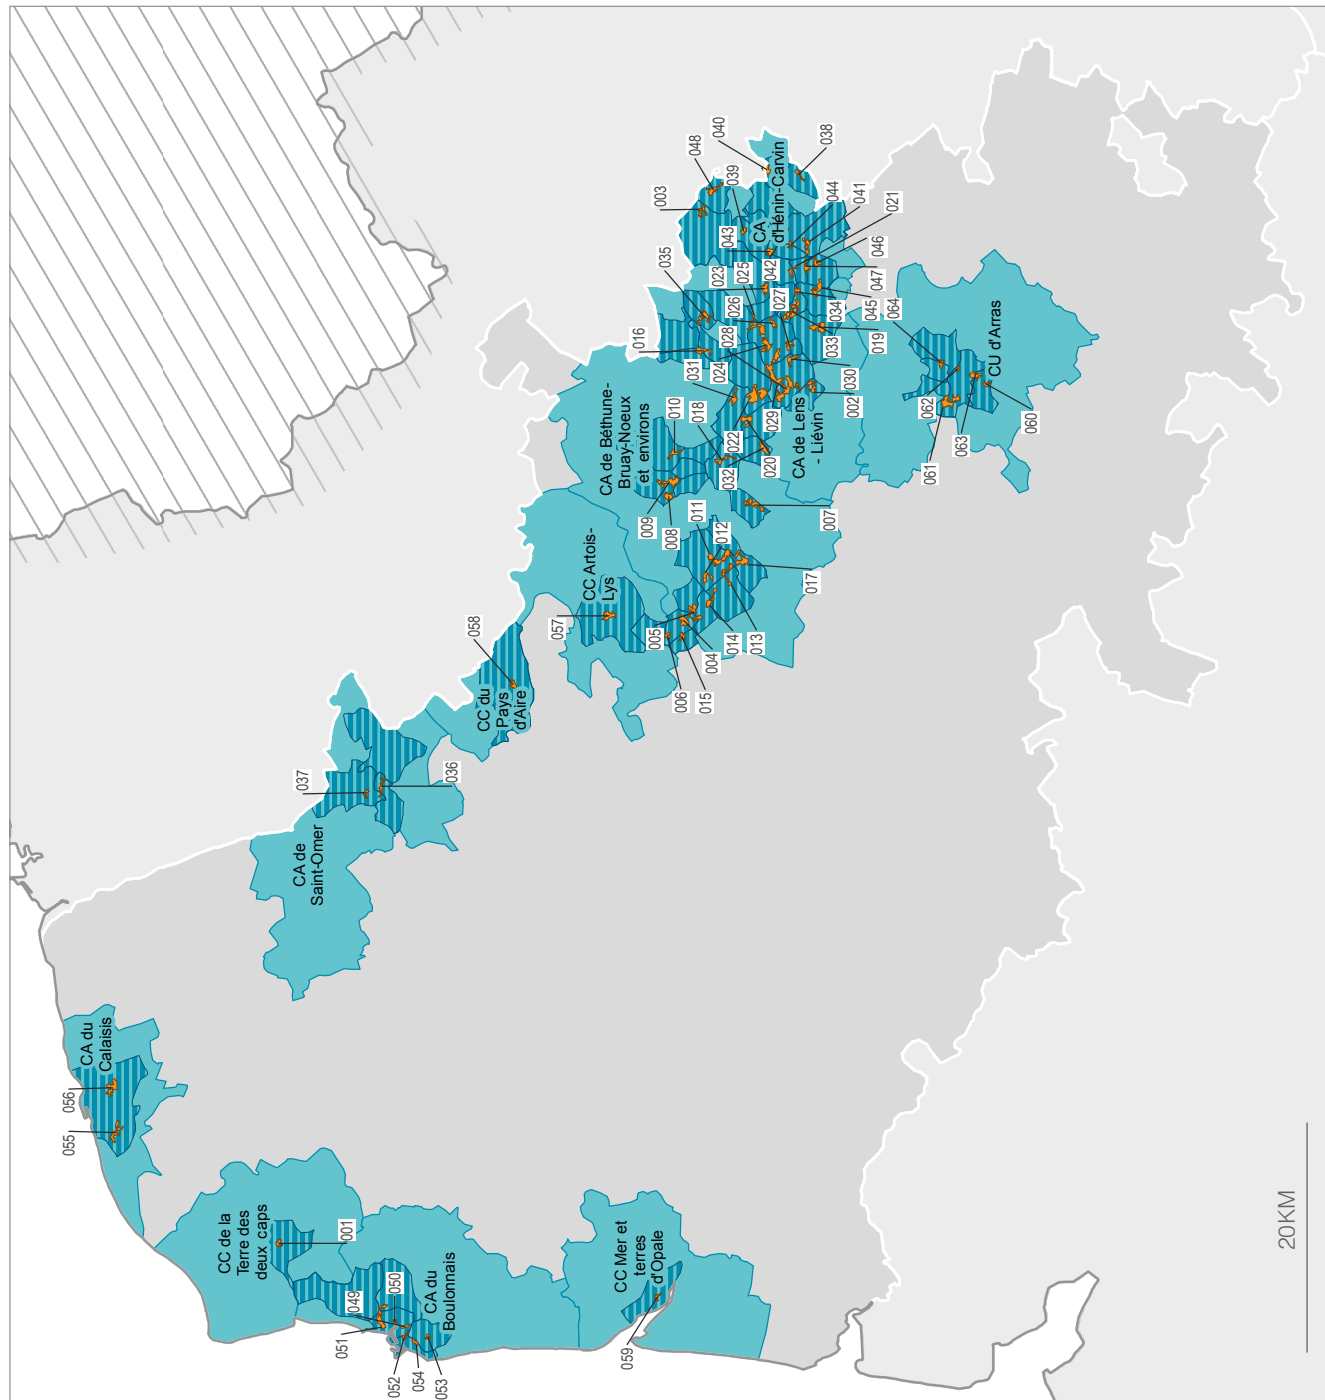 056
055
CA du
Calaisis
CC de la
Terre des
deux caps
001
049
050
051
052
054
053
CA du
Boulonnais
CC Mer et
terres
d'Opale
059
CA de
Saint-Omer
037
036
CC du
Pays
d'Aire
058
CC Artois-
Lys
057
005
006
015
004
014
013
017
012
011
CA de Béthune-
Bruay-Noeux
et environs
009
008
010
018
007
032
022
020
CA de Lens
- Liévin
029
002
030
031
024
028
016
026
023
025
027
042
035
043
003
048
039
040
038
CA
d'Hénin-Carvin
044
041
021
046
047
045
034
033
019
064
CU d'Arras
062
061
063
060
20KM